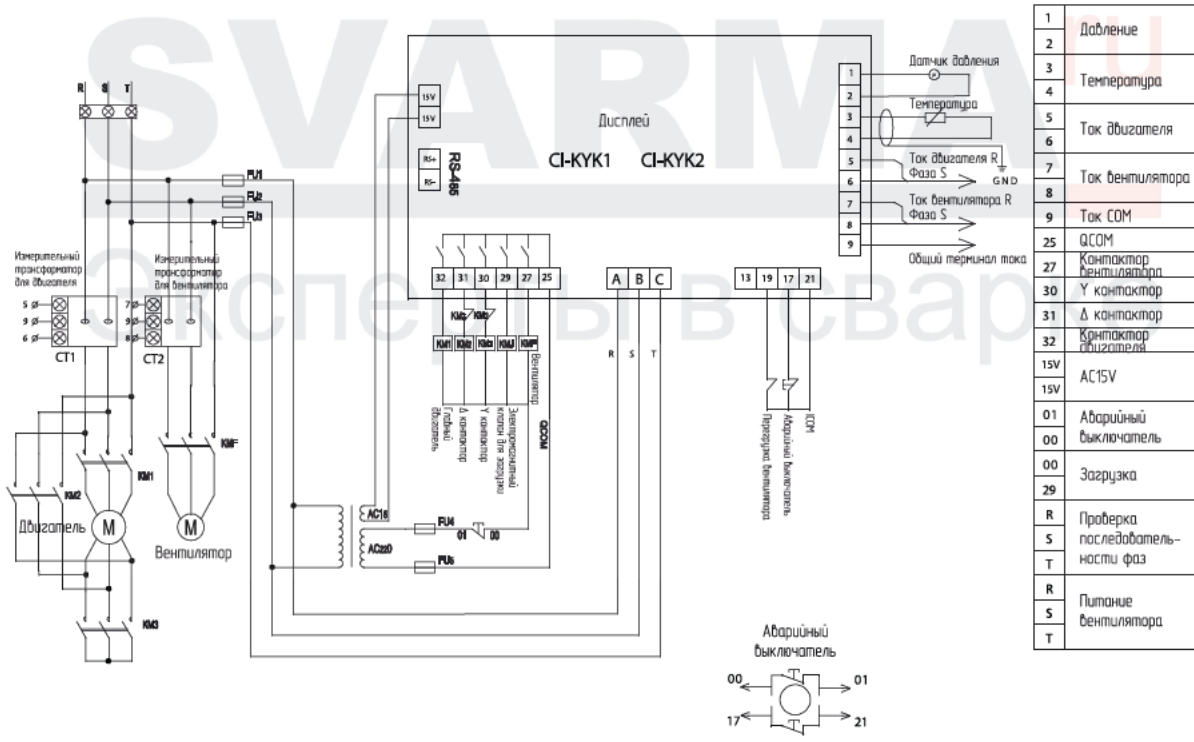 SVARMA.ru
Эксперты в сварке
R S T
FU1
FU2
FU3
Измерительный
трансформатор
для двигателя
Измерительный
трансформатор
для вентилятора
5
9
6
7
9
8
CT1
CT2
KM1
KM2
KM3
KMF
Двигатель
M
M
Вентилятор
15V
15V
RS+
RS-
RS-485
Дисплей
CI-KYK1 CI-KYK2
32 31 30 29 27 25
A B C
13 19 17 21
KM1
KM2
KM3
KMJ
KMF
Вентилятор
Главный
двигатель
Δ контактор
Y контактор
Электромагнитный
клапан для загрузки
QCOM
R S T
Перегрузка вентилятора
Аварийный выключатель
ICOM
AC220
FU4
FU5
01 00
1
2
3
4
5
6
7
8
9
Датчик давления
P
Температура
Ток двигателя R
Фаза S
GND
Ток вентилятора R
Фаза S
Общий терминал тока
Аварийный
выключатель
00 01
17 21
1
2
Давление
3
4
Температура
5
6
Ток двигателя
7
8
Ток вентилятора
9 Ток COM
25 QCOM
27 Контактор
вентилятора
30 Y контактор
31 Δ контактор
32 Контактор
двигателя
15V
15V
AC15V
01
00
Аварийный
выключатель
00
29
Загрузка
R
S
T
Проверка
последователь-
ности фаз
R
S
T
Питание
вентилятора